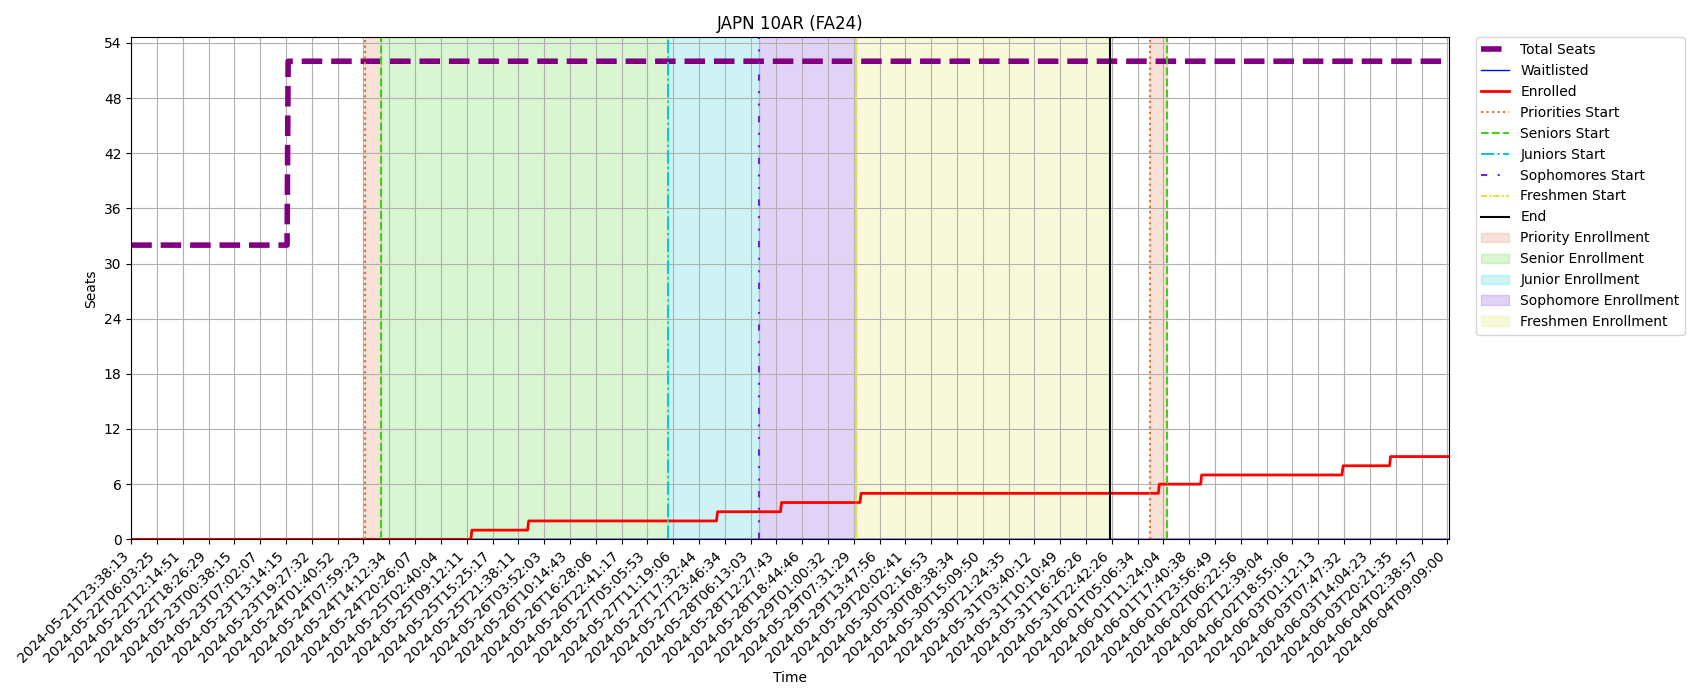 JAPN 10AR (FA24)
54
48
42
36
30
24
18
12
6
0
Seats
2024-05-21T23:38:13
2024-05-22T06:03:25
2024-05-22T12:14:51
2024-05-22T18:26:29
2024-05-23T00:38:15
2024-05-23T07:02:07
2024-05-23T13:14:15
2024-05-23T19:27:32
2024-05-24T01:40:52
2024-05-24T07:59:23
2024-05-24T14:12:34
2024-05-24T20:26:07
2024-05-25T02:40:04
2024-05-25T09:12:11
2024-05-25T15:25:17
2024-05-25T21:38:11
2024-05-26T03:52:03
2024-05-26T10:14:43
2024-05-26T16:28:06
2024-05-26T22:41:17
2024-05-27T05:05:53
2024-05-27T11:19:06
2024-05-27T17:32:44
2024-05-27T23:46:34
2024-05-28T06:13:03
2024-05-28T12:27:43
2024-05-28T18:44:46
2024-05-29T01:00:32
2024-05-29T07:31:29
2024-05-29T13:47:56
2024-05-29T20:02:41
2024-05-30T02:16:53
2024-05-30T08:38:34
2024-05-30T15:09:50
2024-05-30T21:24:35
2024-05-31T03:40:12
2024-05-31T10:10:49
2024-05-31T16:26:26
2024-05-31T22:42:26
2024-06-01T05:06:34
2024-06-01T11:24:04
2024-06-01T17:40:38
2024-06-01T23:56:49
2024-06-02T06:22:56
2024-06-02T12:39:04
2024-06-02T18:55:06
2024-06-03T01:12:13
2024-06-03T07:47:32
2024-06-03T14:04:23
2024-06-03T20:21:35
2024-06-04T02:38:57
2024-06-04T09:09:00
Time
Total Seats
Waitlisted
Enrolled
Priorities Start
Seniors Start
Juniors Start
Sophomores Start
Freshmen Start
End
Priority Enrollment
Senior Enrollment
Junior Enrollment
Sophomore Enrollment
Freshmen Enrollment